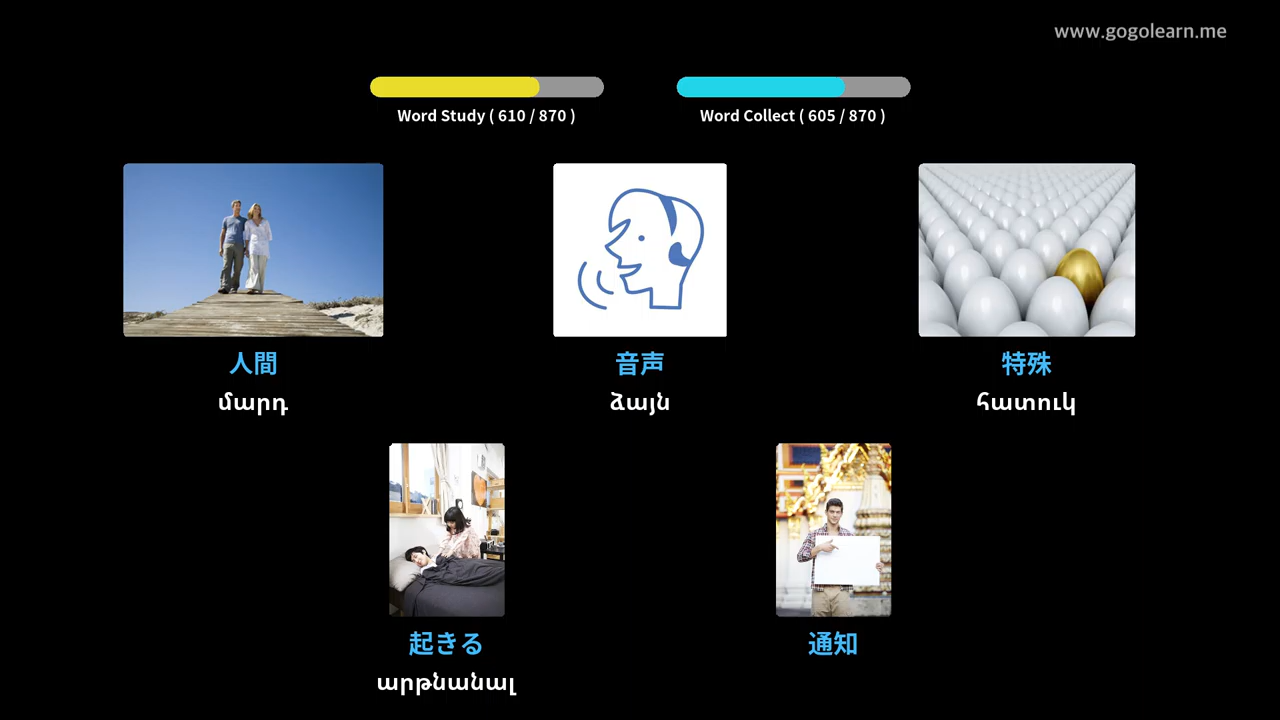 www.gogolearn.me
Word Study ( 610 / 870 )
Word Collect ( 605 / 870 )
人間
մարդ
音声
ձայն
特殊
հատուկ
起きる
արթնանալ
通知